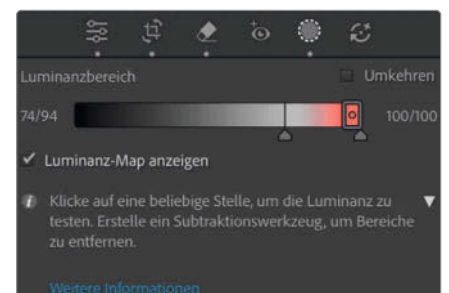 Luminanzbereich Umkehren
74/94 100/100
Luminanz-Map anzeigen
Klicke auf eine beliebige Stelle, um die Luminanz zu
testen. Erstelle ein Subtraktionswerkzeug, um Bereiche
zu entfernen.
Weitere Informationen